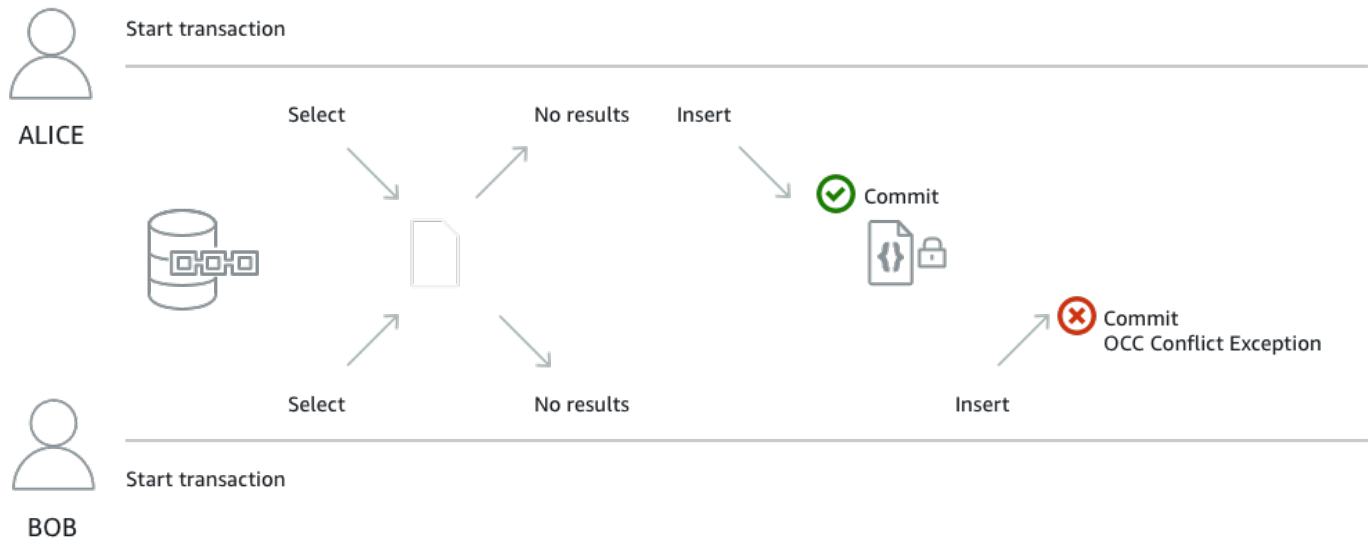 Start transaction
ALICE
Select
No results
Insert
Commit
{}
Commit
OCC Conflict Exception
Select
No results
Insert
Start transaction
BOB